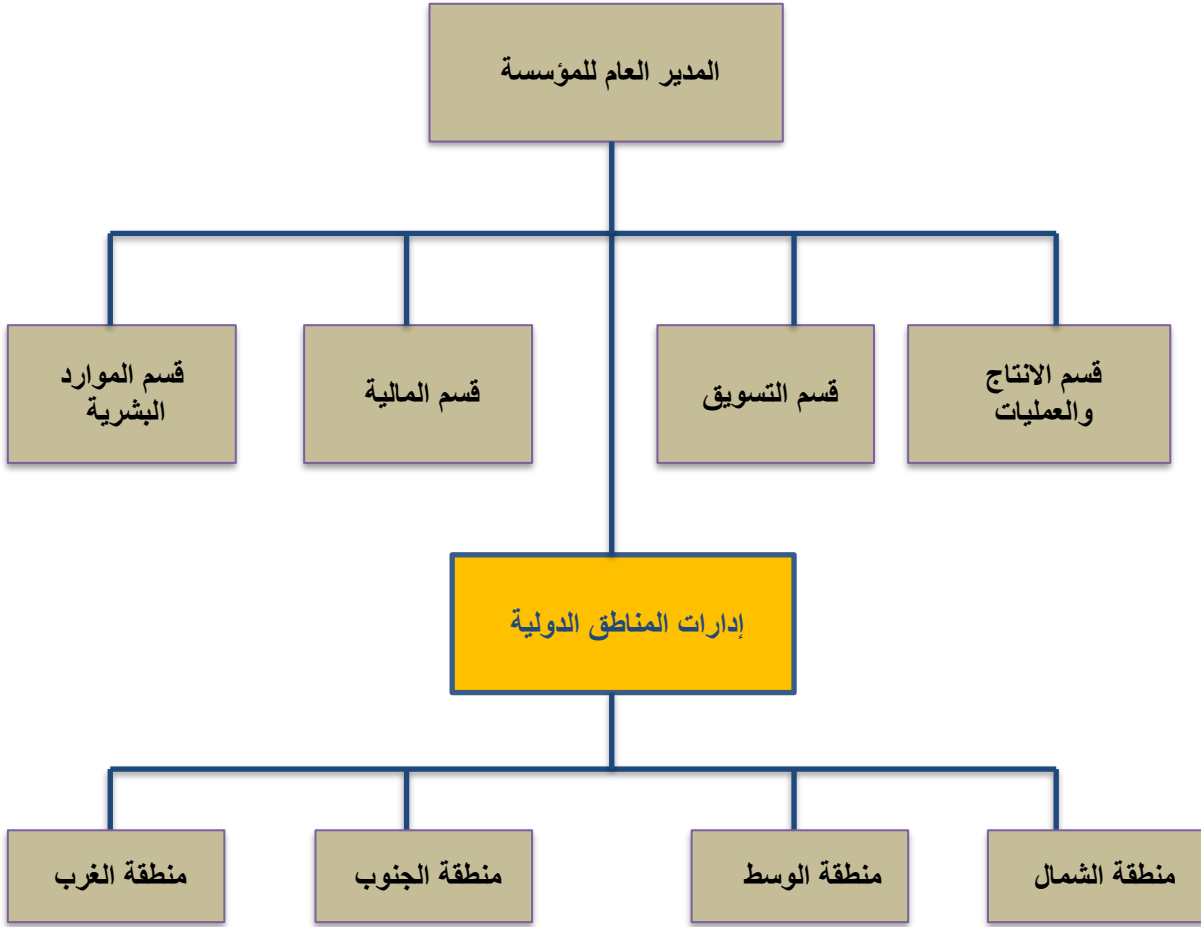 المدير العام للمؤسسة
قسم الانتاج
والعمليات
قسم التسويق
قسم المالية
قسم الموارد
البشرية
إدارات المناطق الدولية
منطقة الشمال
منطقة الوسط
منطقة الجنوب
منطقة الغرب